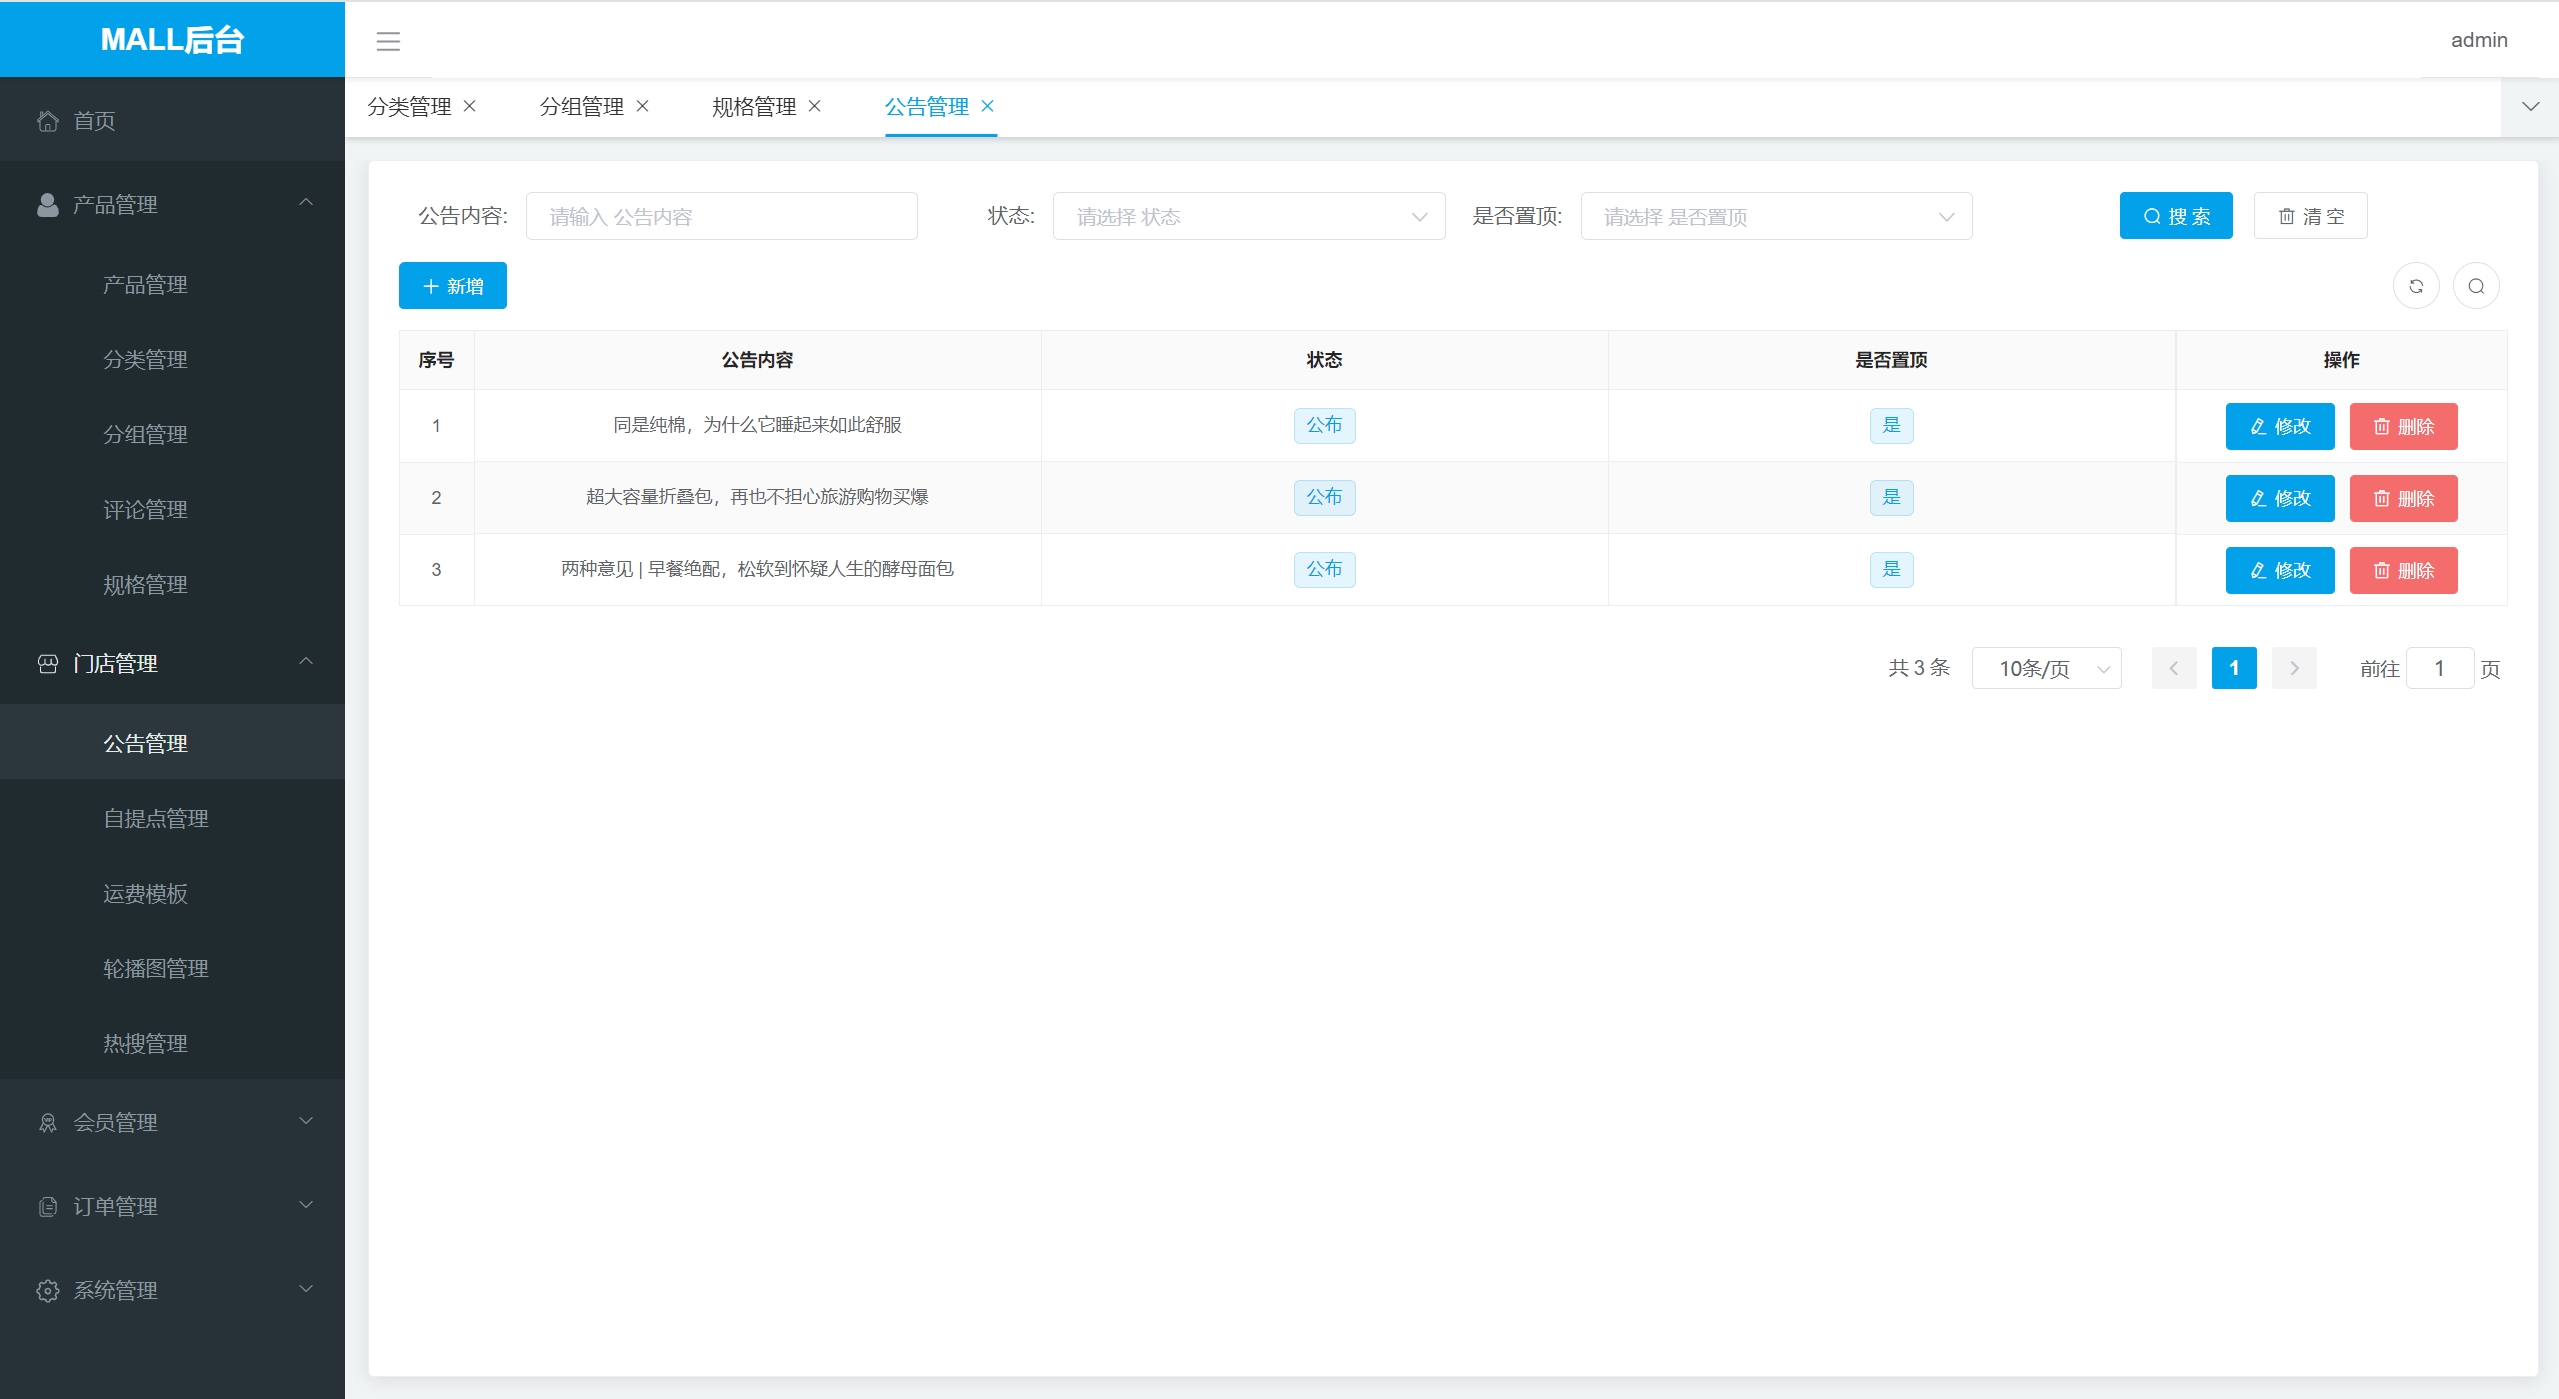 MALL后台
admin
首页
产品管理
产品管理
分类管理
分组管理
评论管理
规格管理
门店管理
公告管理
自提点管理
运费模板
轮播图管理
热搜管理
会员管理
订单管理
系统管理
分类管理 分组管理 规格管理 公告管理
公告内容: 请输入 公告内容 状态: 请选择 状态 是否置顶: 请选择 是否置顶 搜 索 清 空
新增
序号 公告内容 状态 是否置顶 操作
1 同是纯棉，为什么它睡起来如此舒服 公布 是 修改 删除
2 超大容量折叠包，再也不担心旅游购物买爆 公布 是 修改 删除
3 两种意见 | 早餐绝配，松软到怀疑人生的酵母面包 公布 是 修改 删除
共 3 条 10条/页 1 前往 1 页